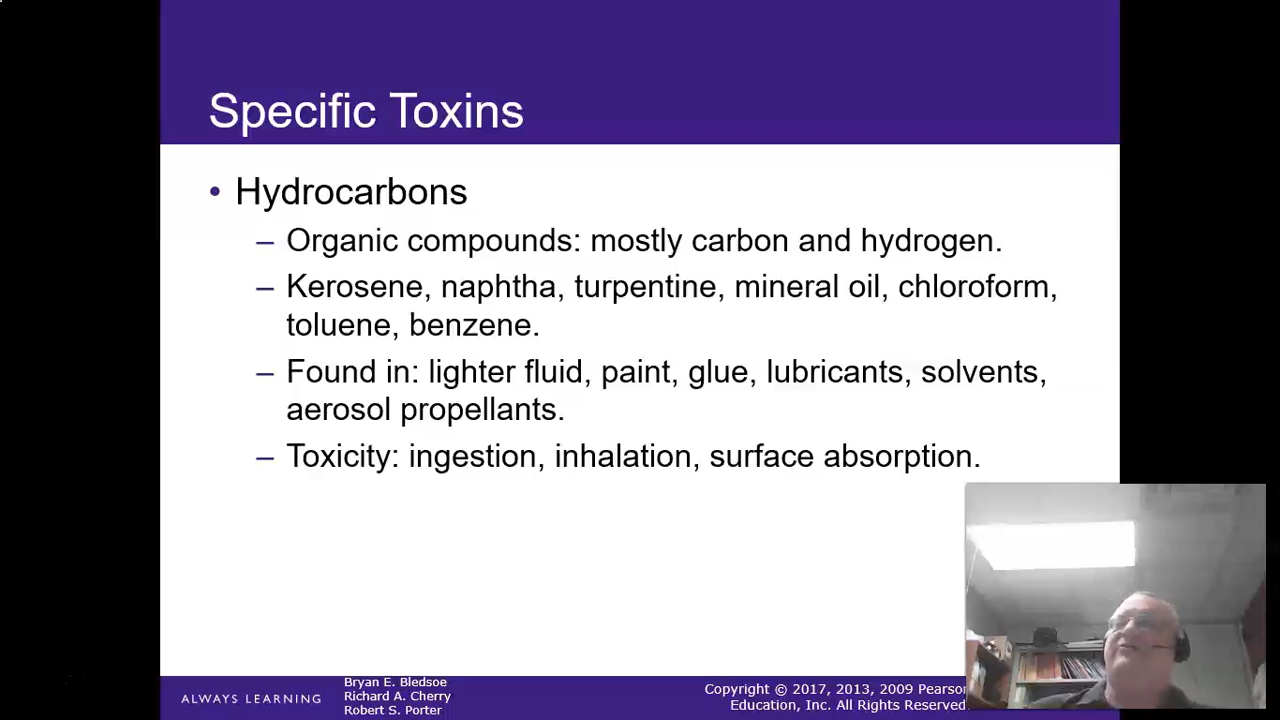 Specific Toxins
• Hydrocarbons
– Organic compounds: mostly carbon and hydrogen.
– Kerosene, naphtha, turpentine, mineral oil, chloroform,
toluene, benzene.
– Found in: lighter fluid, paint, glue, lubricants, solvents,
aerosol propellants.
– Toxicity: ingestion, inhalation, surface absorption.
ALWAYS LEARNING
Bryan E. Bledsoe
Richard A. Cherry
Robert S. Porter
Copyright © 2017, 2013, 2009 Pearson
Education, Inc. All Rights Reserved